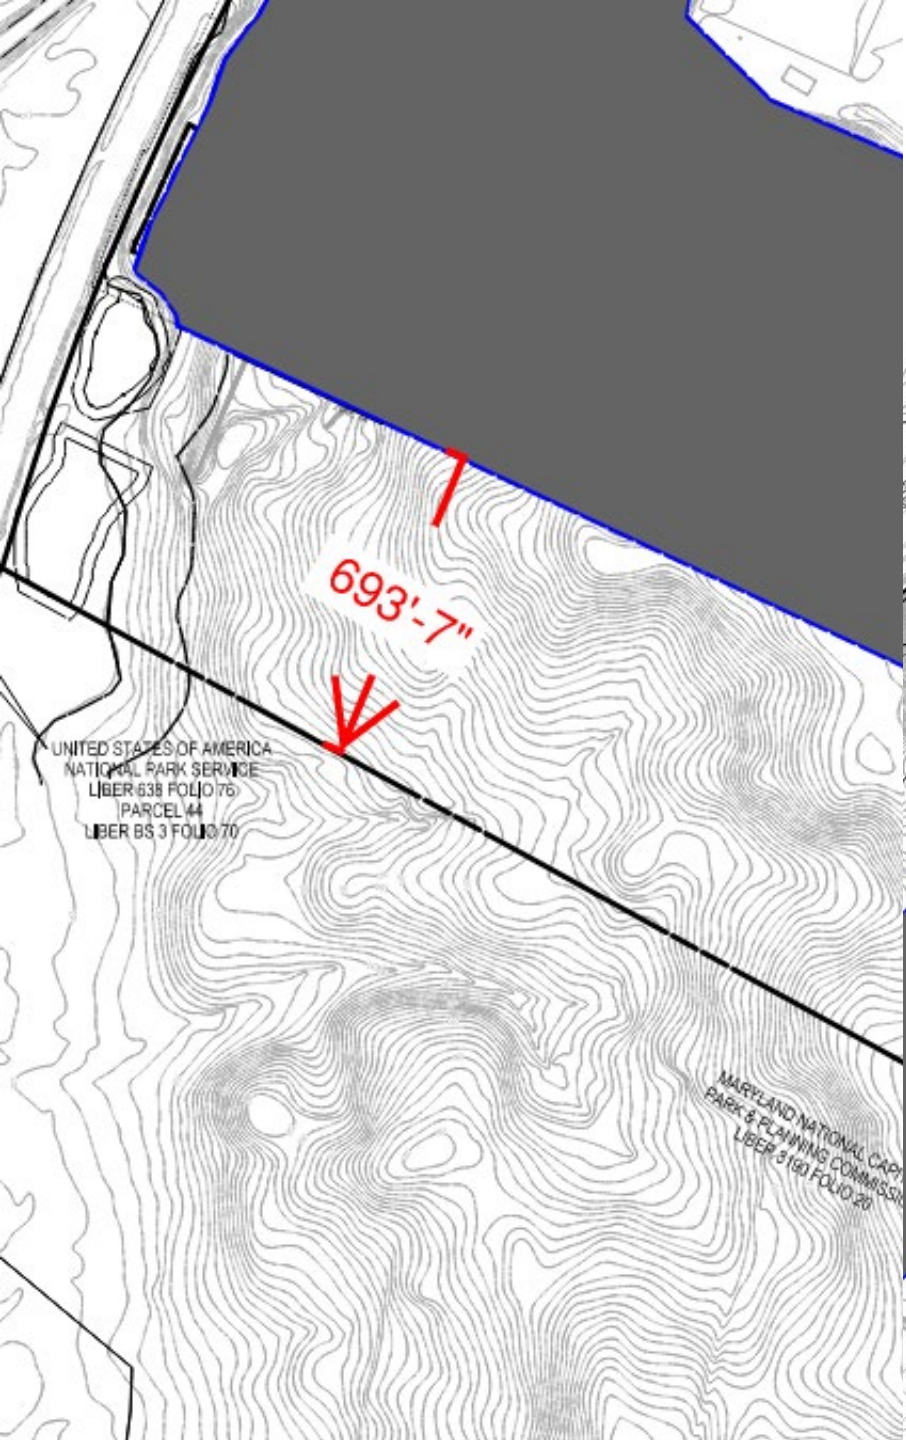 693'-7"
UNITED STATES OF AMERICA
NATIONAL PARK SERVICE
LIBER 638 FOLIO 76
PARCEL 44
LIBER BS 3 FOLIO 70
MARYLAND NATIONAL CAPI
PARK & PLANNING COMMISSI
LIBER 3190 FOLIO 20